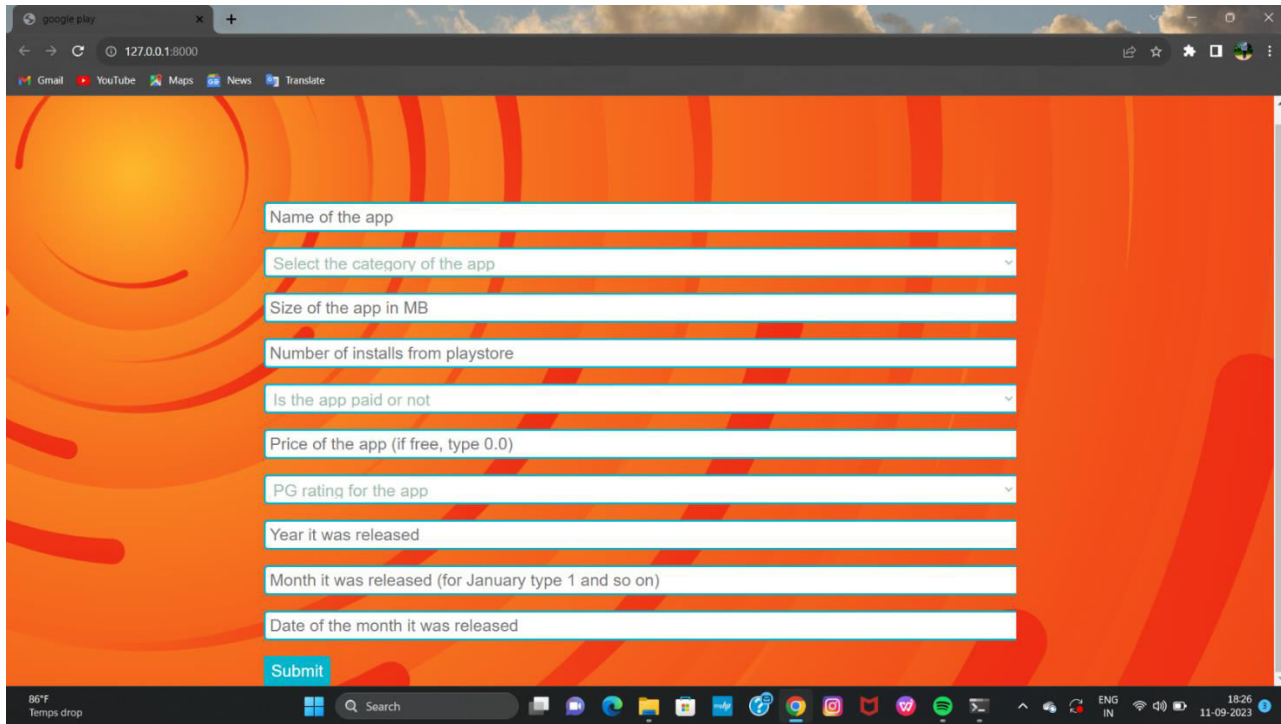 google play
127.0.0.1:8000
Gmail YouTube Maps News Translate
Name of the app
Select the category of the app
Size of the app in MB
Number of installs from playstore
Is the app paid or not
Price of the app (if free, type 0.0)
PG rating for the app
Year it was released
Month it was released (for January type 1 and so on)
Date of the month it was released
Submit
86°F
Temps drop
Search
ENG
IN
18:26
11-09-2023
3